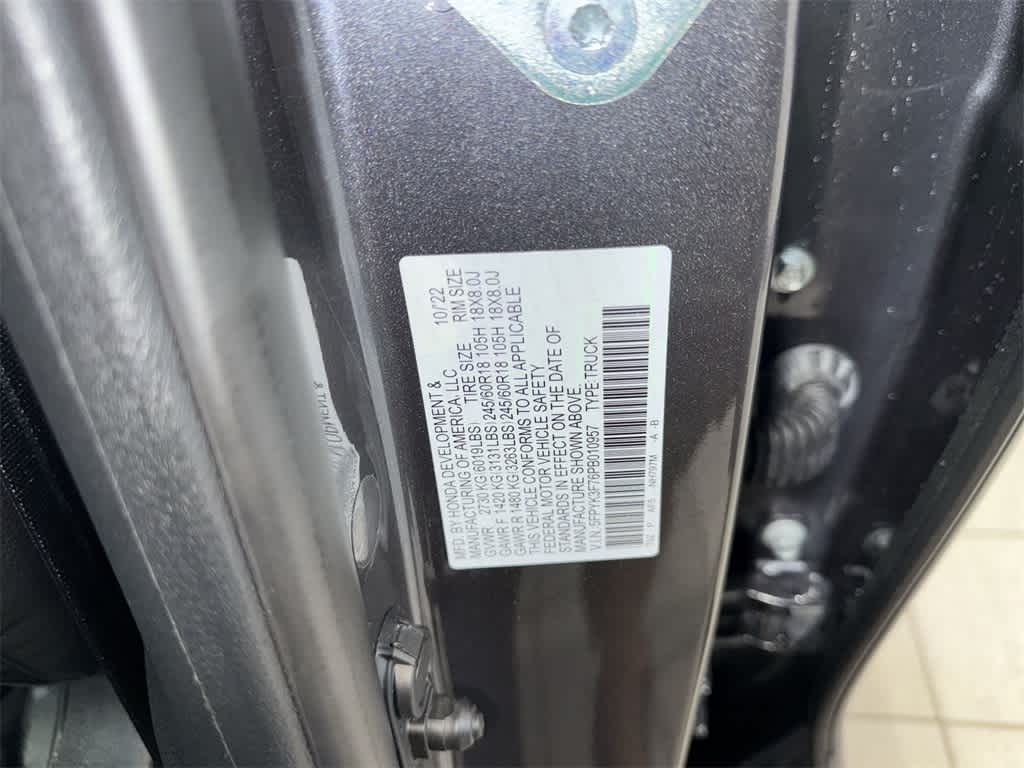 MFD. BY HONDA DEVELOPMENT &
MANUFACTURING OF AMERICA, LLC 10/22
GVWR 2730 KG(6019LBS) TIRE SIZE RIM SIZE
GAWR F 1420 KG(3131LBS)245/60R18 105H 18X8.0J
GAWR R 1480 KG(3263LBS)245/60R18 105H 18X8.0J
THIS VEHICLE CONFORMS TO ALL APPLICABLE
FEDERAL MOTOR VEHICLE SAFETY
STANDARDS IN EFFECT ON THE DATE OF
MANUFACTURE SHOWN ABOVE.
V.I.N.: 5FPYK3F76PB010957 TYPE:TRUCK
NH797M -A -B